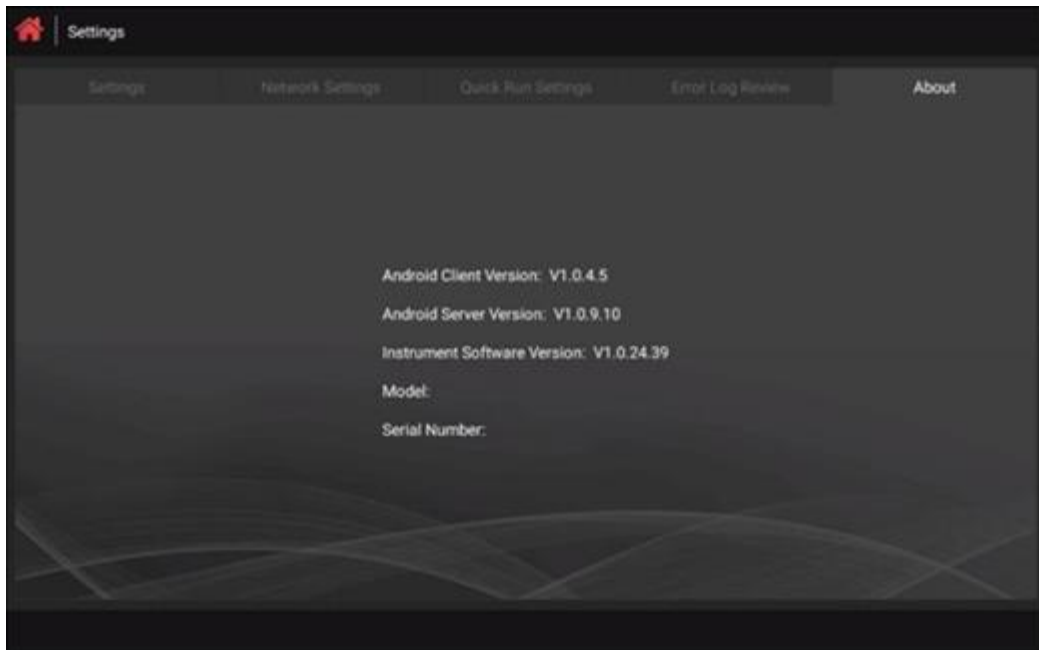 Settings
Settings Network Settings Quick Run Settings Error Log Review About
Android Client Version: V1.0.4.5
Android Server Version: V1.0.9.10
Instrument Software Version: V1.0.24.39
Model:
Serial Number: